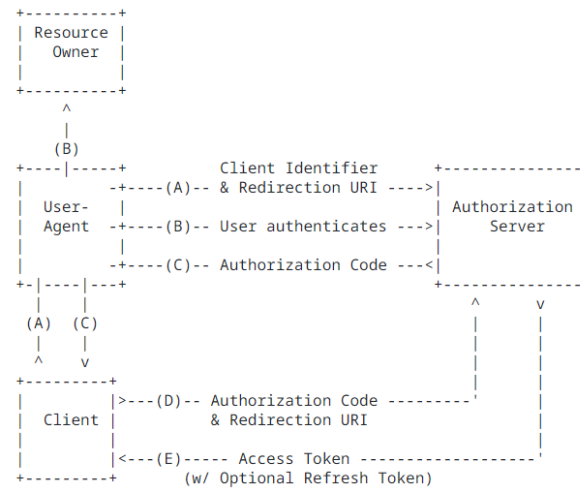 +----------+
| Resource |
|   Owner  |
|          |
+----------+
     ^
     |
    (B)
+----|-----+          Client Identifier      +---------------
|         -+----(A)-- & Redirection URI ---->|
|  User-   |                                 | Authorization
|  Agent  -+----(B)-- User authenticates --->|     Server
|          |                                 |
|         -+----(C)-- Authorization Code ---<|
+-|----|---+                                 +---------------
  |    |                                         ^      v
 (A)  (C)                                        |      |
  |    |                                         |      |
  ^    v                                         |      |
+---------+                                      |      |
|         |>---(D)-- Authorization Code ---------'      |
|  Client |          & Redirection URI                  |
|         |                                             |
|         |<---(E)----- Access Token -------------------'
+---------+       (w/ Optional Refresh Token)